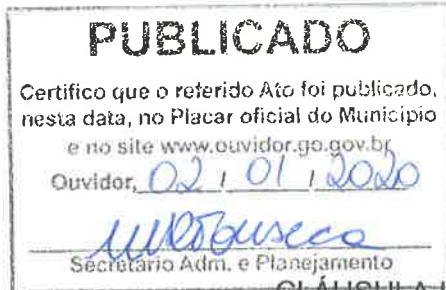 PUBLICADO
Certifico que o referido Ato foi publicado,
nesta data, no Placar oficial do Município
e no site www.ouvidor.go.gov.br
Ouvidor, 02 / 01 / 2020
Secretário Adm. e Planejamento